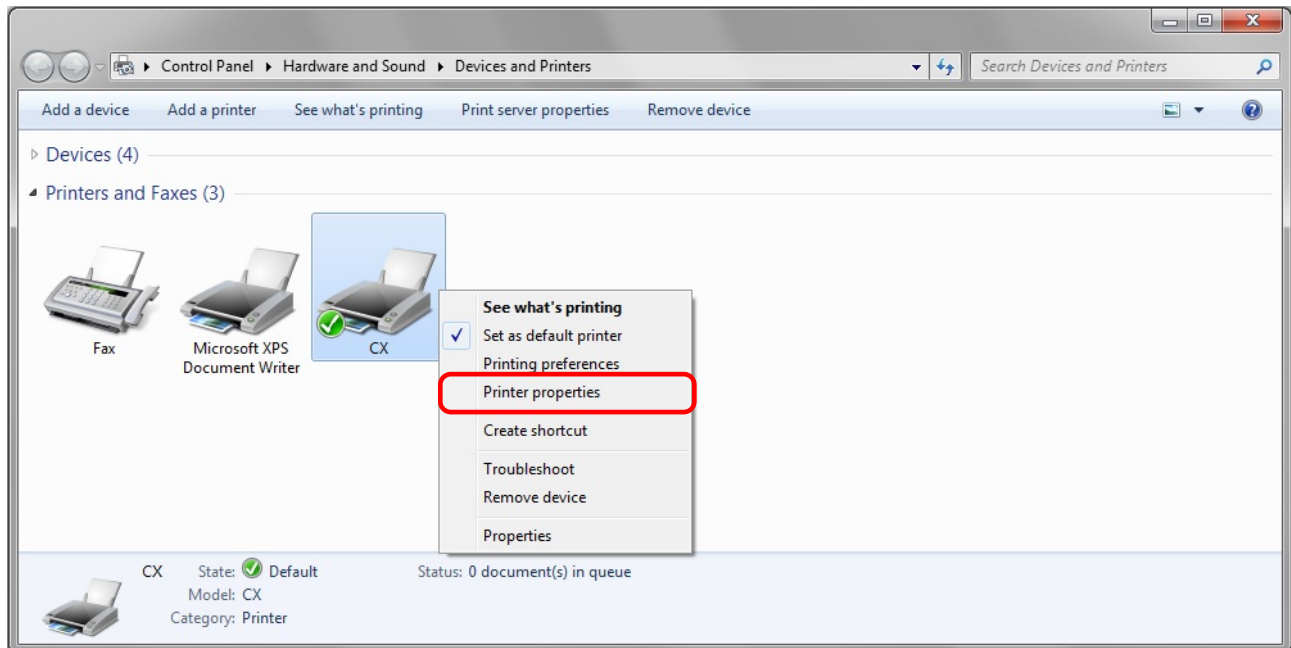 Control Panel Hardware and Sound Devices and Printers Search Devices and Printers
Add a device Add a printer See what's printing Print server properties Remove device
Devices (4)
Printers and Faxes (3)
Fax
Microsoft XPS
Document Writer
CX
See what's printing
Set as default printer
Printing preferences
Printer properties
Create shortcut
Troubleshoot
Remove device
Properties
CX State: Default Status: 0 document(s) in queue
Model: CX
Category: Printer